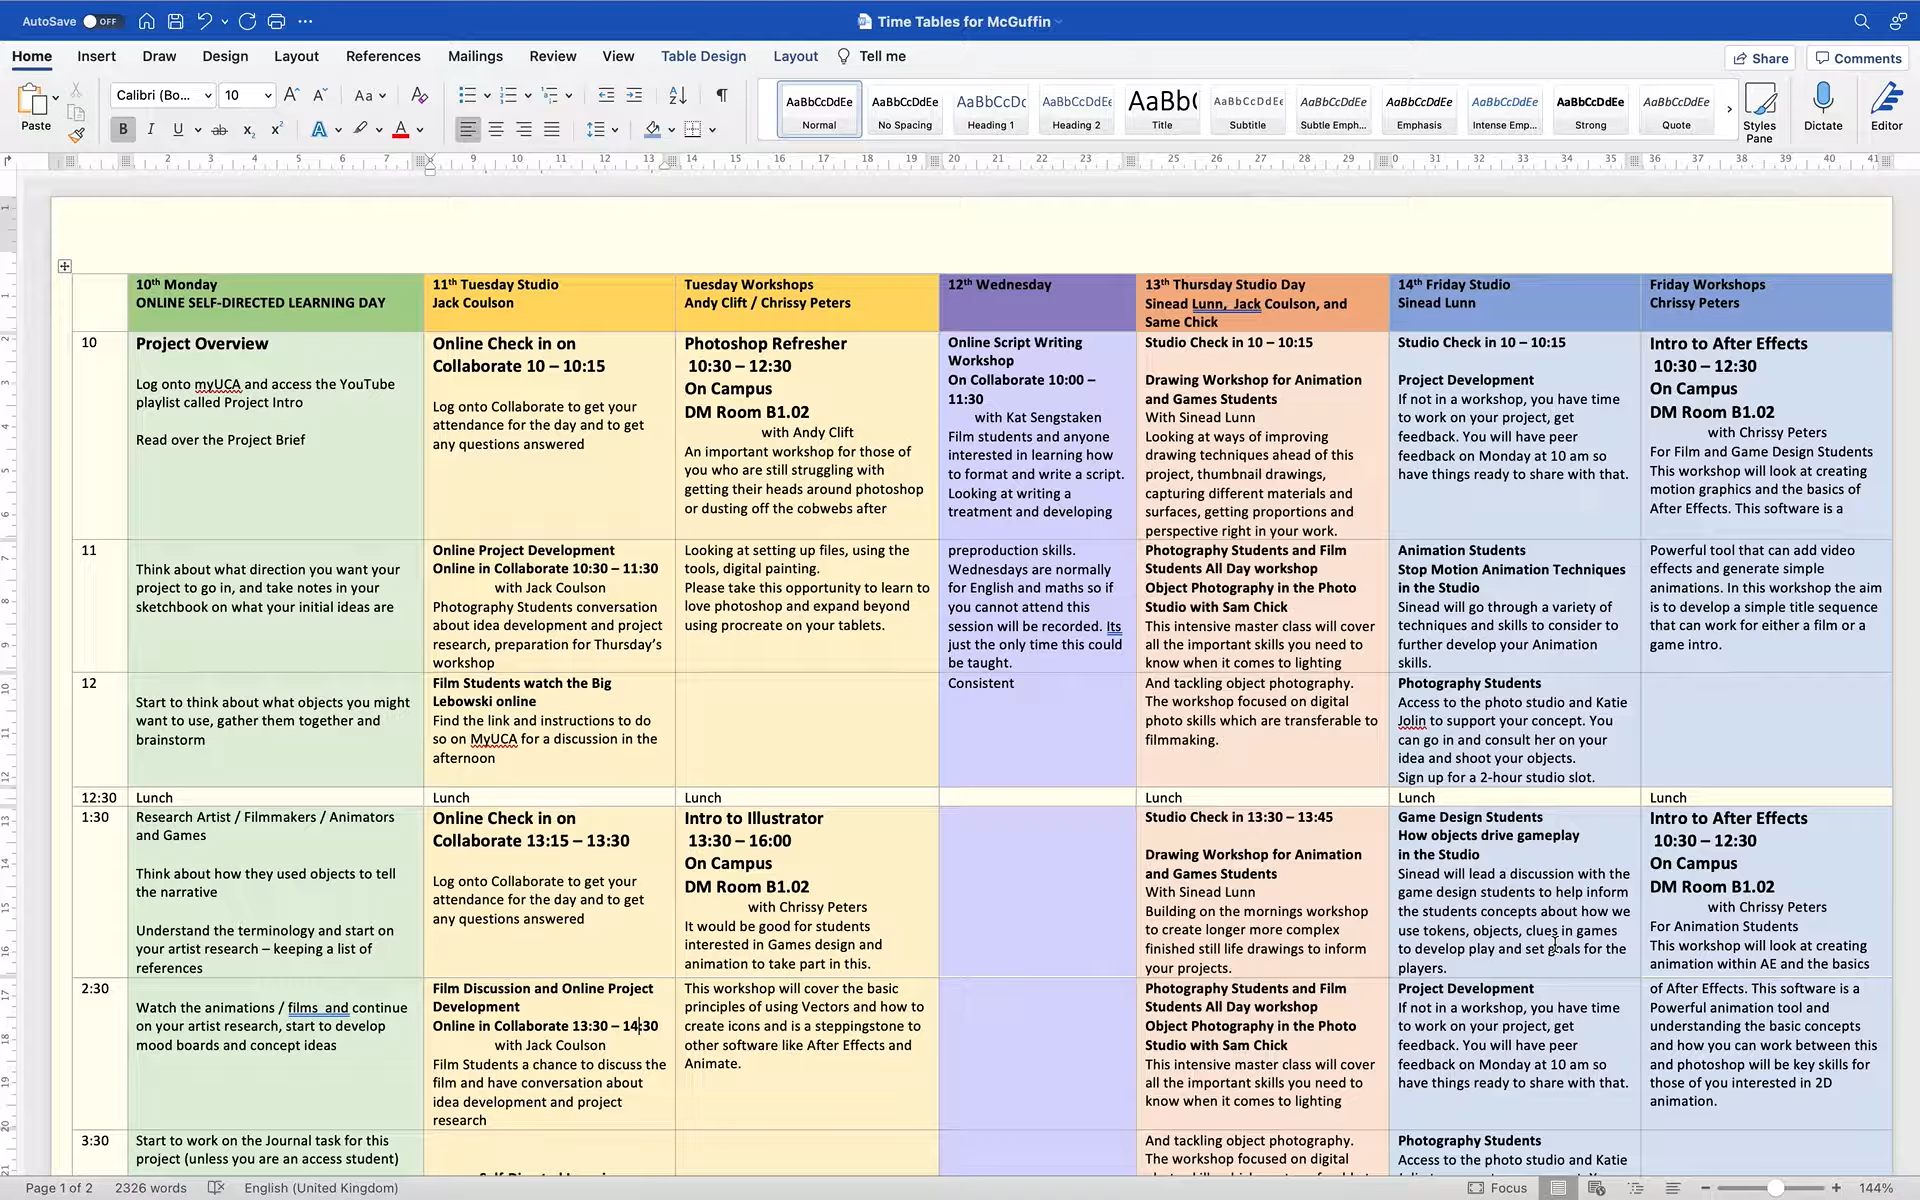 AutoSave OFF
Time Tables for McGuffin
Home Insert Draw Design Layout References Mailings Review View Table Design Layout Tell me
Share Comments
Paste
Calibri (Bo... 10
Aa
AaBbCcDdEe
Normal
AaBbCcDdEe
No Spacing
AaBbCcDc
Heading 1
AaBbCcDdEe
Heading 2
AaBb(
Title
AaBbCcDdEe
Subtitle
AaBbCcDdEe
Subtle Emph...
AaBbCcDdEe
Emphasis
AaBbCcDdEe
Intense Emp...
AaBbCcDdEe
Strong
AaBbCcDdEe
Quote
Styles
Pane
Dictate
Editor
2 3 4 5 6 7 9 10 11 12 13 14 15 16 17 18 19 20 21 22 23 25 26 27 28 29 0 31 32 33 34 35 36 37 38 39 40 41
10th Monday
ONLINE SELF-DIRECTED LEARNING DAY
11th Tuesday Studio
Jack Coulson
Tuesday Workshops
Andy Clift / Chrissy Peters
12th Wednesday
13th Thursday Studio Day
Sinead Lunn, Jack Coulson, and
Same Chick
14th Friday Studio
Sinead Lunn
Friday Workshops
Chrissy Peters
10
Project Overview
Log onto myUCA and access the YouTube
playlist called Project Intro
Read over the Project Brief
Online Check in on
Collaborate 10 – 10:15
Log onto Collaborate to get your
attendance for the day and to get
any questions answered
Photoshop Refresher
10:30 – 12:30
On Campus
DM Room B1.02
with Andy Clift
An important workshop for those of
you who are still struggling with
getting their heads around photoshop
or dusting off the cobwebs after
Online Script Writing
Workshop
On Collaborate 10:00 –
11:30
with Kat Sengstaken
Film students and anyone
interested in learning how
to format and write a script.
Looking at writing a
treatment and developing
Studio Check in 10 – 10:15
Drawing Workshop for Animation
and Games Students
With Sinead Lunn
Looking at ways of improving
drawing techniques ahead of this
project, thumbnail drawings,
capturing different materials and
surfaces, getting proportions and
perspective right in your work.
Studio Check in 10 – 10:15
Project Development
If not in a workshop, you have time
to work on your project, get
feedback. You will have peer
feedback on Monday at 10 am so
have things ready to share with that.
Intro to After Effects
10:30 – 12:30
On Campus
DM Room B1.02
with Chrissy Peters
For Film and Game Design Students
This workshop will look at creating
motion graphics and the basics of
After Effects. This software is a
11
Think about what direction you want your
project to go in, and take notes in your
sketchbook on what your initial ideas are
Online Project Development
Online in Collaborate 10:30 – 11:30
with Jack Coulson
Photography Students conversation
about idea development and project
research, preparation for Thursday's
workshop
Looking at setting up files, using the
tools, digital painting.
Please take this opportunity to learn to
love photoshop and expand beyond
using procreate on your tablets.
preproduction skills.
Wednesdays are normally
for English and maths so if
you cannot attend this
session will be recorded. Its
just the only time this could
be taught.
Photography Students and Film
Students All Day workshop
Object Photography in the Photo
Studio with Sam Chick
This intensive master class will cover
all the important skills you need to
know when it comes to lighting
Animation Students
Stop Motion Animation Techniques
in the Studio
Sinead will go through a variety of
techniques and skills to consider to
further develop your Animation
skills.
Powerful tool that can add video
effects and generate simple
animations. In this workshop the aim
is to develop a simple title sequence
that can work for either a film or a
game intro.
12
Start to think about what objects you might
want to use, gather them together and
brainstorm
Film Students watch the Big
Lebowski online
Find the link and instructions to do
so on MyUCA for a discussion in the
afternoon
Consistent
And tackling object photography.
The workshop focused on digital
photo skills which are transferable to
filmmaking.
Photography Students
Access to the photo studio and Katie
Jolin to support your concept. You
can go in and consult her on your
idea and shoot your objects.
Sign up for a 2-hour studio slot.
12:30 Lunch Lunch Lunch Lunch Lunch Lunch
1:30
Research Artist / Filmmakers / Animators
and Games
Think about how they used objects to tell
the narrative
Understand the terminology and start on
your artist research – keeping a list of
references
Online Check in on
Collaborate 13:15 – 13:30
Log onto Collaborate to get your
attendance for the day and to get
any questions answered
Intro to Illustrator
13:30 – 16:00
On Campus
DM Room B1.02
with Chrissy Peters
It would be good for students
interested in Games design and
animation to take part in this.
Studio Check in 13:30 – 13:45
Drawing Workshop for Animation
and Games Students
With Sinead Lunn
Building on the mornings workshop
to create longer more complex
finished still life drawings to inform
your projects.
Game Design Students
How objects drive gameplay
in the Studio
Sinead will lead a discussion with the
game design students to help inform
the students concepts about how we
use tokens, objects, clues in games
to develop play and set goals for the
players.
Intro to After Effects
10:30 – 12:30
On Campus
DM Room B1.02
with Chrissy Peters
For Animation Students
This workshop will look at creating
animation within AE and the basics
2:30
Watch the animations / films and continue
on your artist research, start to develop
mood boards and concept ideas
Film Discussion and Online Project
Development
Online in Collaborate 13:30 – 14:30
with Jack Coulson
Film Students a chance to discuss the
film and have conversation about
idea development and project
research
This workshop will cover the basic
principles of using Vectors and how to
create icons and is a steppingstone to
other software like After Effects and
Animate.
Photography Students and Film
Students All Day workshop
Object Photography in the Photo
Studio with Sam Chick
This intensive master class will cover
all the important skills you need to
know when it comes to lighting
Project Development
If not in a workshop, you have time
to work on your project, get
feedback. You will have peer
feedback on Monday at 10 am so
have things ready to share with that.
of After Effects. This software is a
Powerful animation tool and
understanding the basic concepts
and how you can work between this
and photoshop will be key skills for
those of you interested in 2D
animation.
3:30
Start to work on the Journal task for this
project (unless you are an access student)
And tackling object photography.
The workshop focused on digital
Photography Students
Access to the photo studio and Katie
Page 1 of 2 2326 words English (United Kingdom) Focus 144%